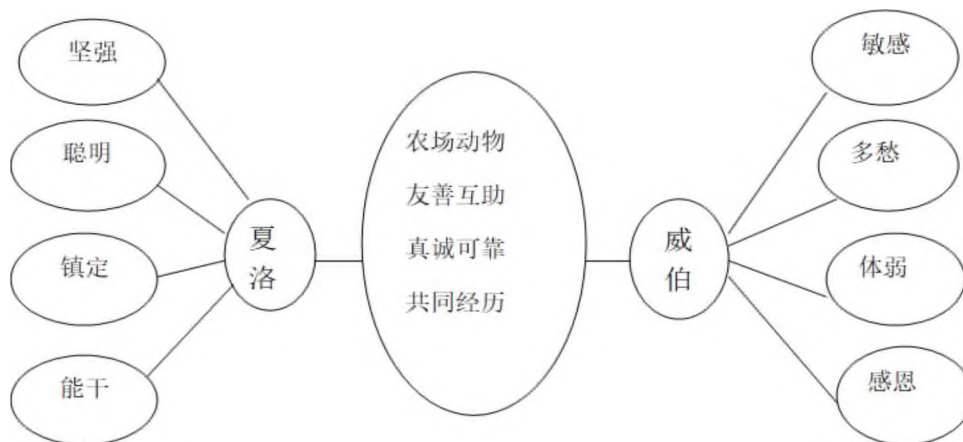 坚强
聪明
镇定
能干
夏
洛
农场动物
友善互助
真诚可靠
共同经历
威
伯
敏感
多愁
体弱
感恩